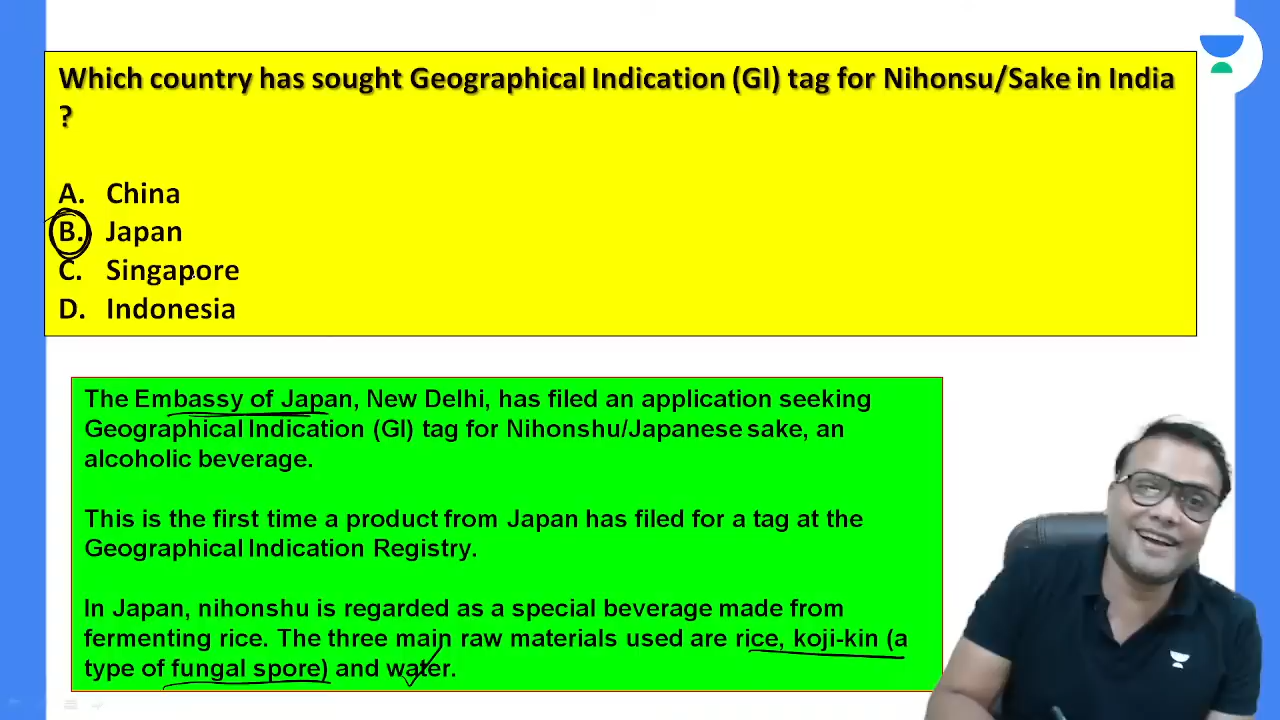 Which country has sought Geographical Indication (GI) tag for Nihonsu/Sake in India
?
A. China
B. Japan
C. Singapore
D. Indonesia
The Embassy of Japan, New Delhi, has filed an application seeking
Geographical Indication (GI) tag for Nihonshu/Japanese sake, an
alcoholic beverage.
This is the first time a product from Japan has filed for a tag at the
Geographical Indication Registry.
In Japan, nihonshu is regarded as a special beverage made from
fermenting rice. The three main raw materials used are rice, koji-kin (a
type of fungal spore) and water.